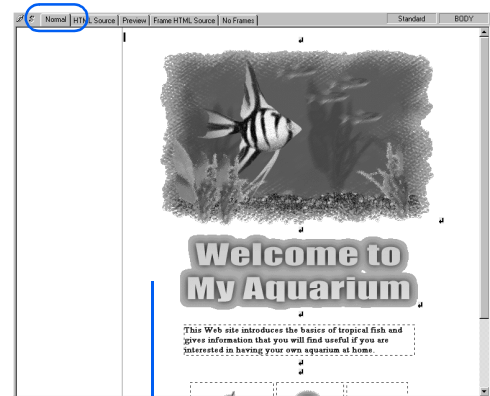 Normal HTML Source Preview Frame HTML Source No Frames Standard BODY
Welcome to
My Aquarium
This Web site introduces the basics of tropical fish and
gives information that you will find useful if you are
interested in having your own aquarium at home.